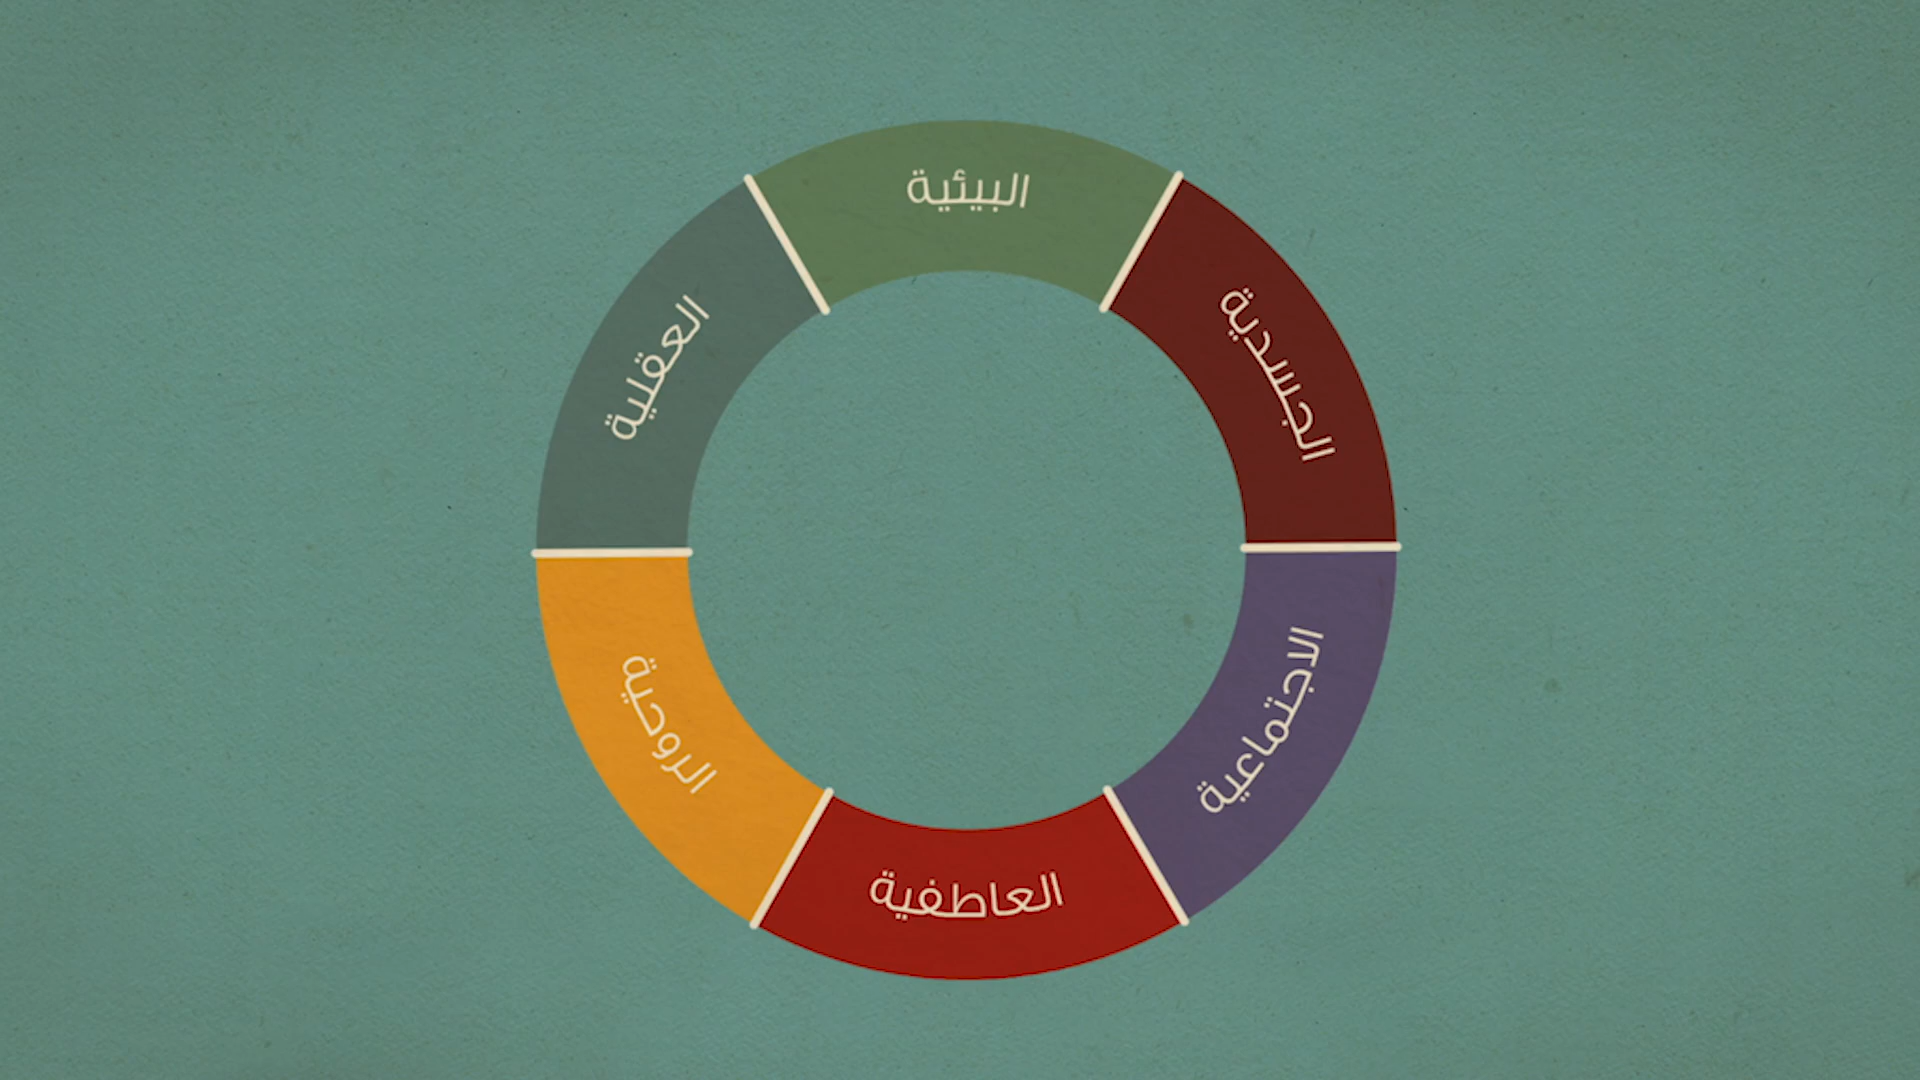 البيئية
الجسدية
الاجتماعية
العاطفية
الروحية
العقلية